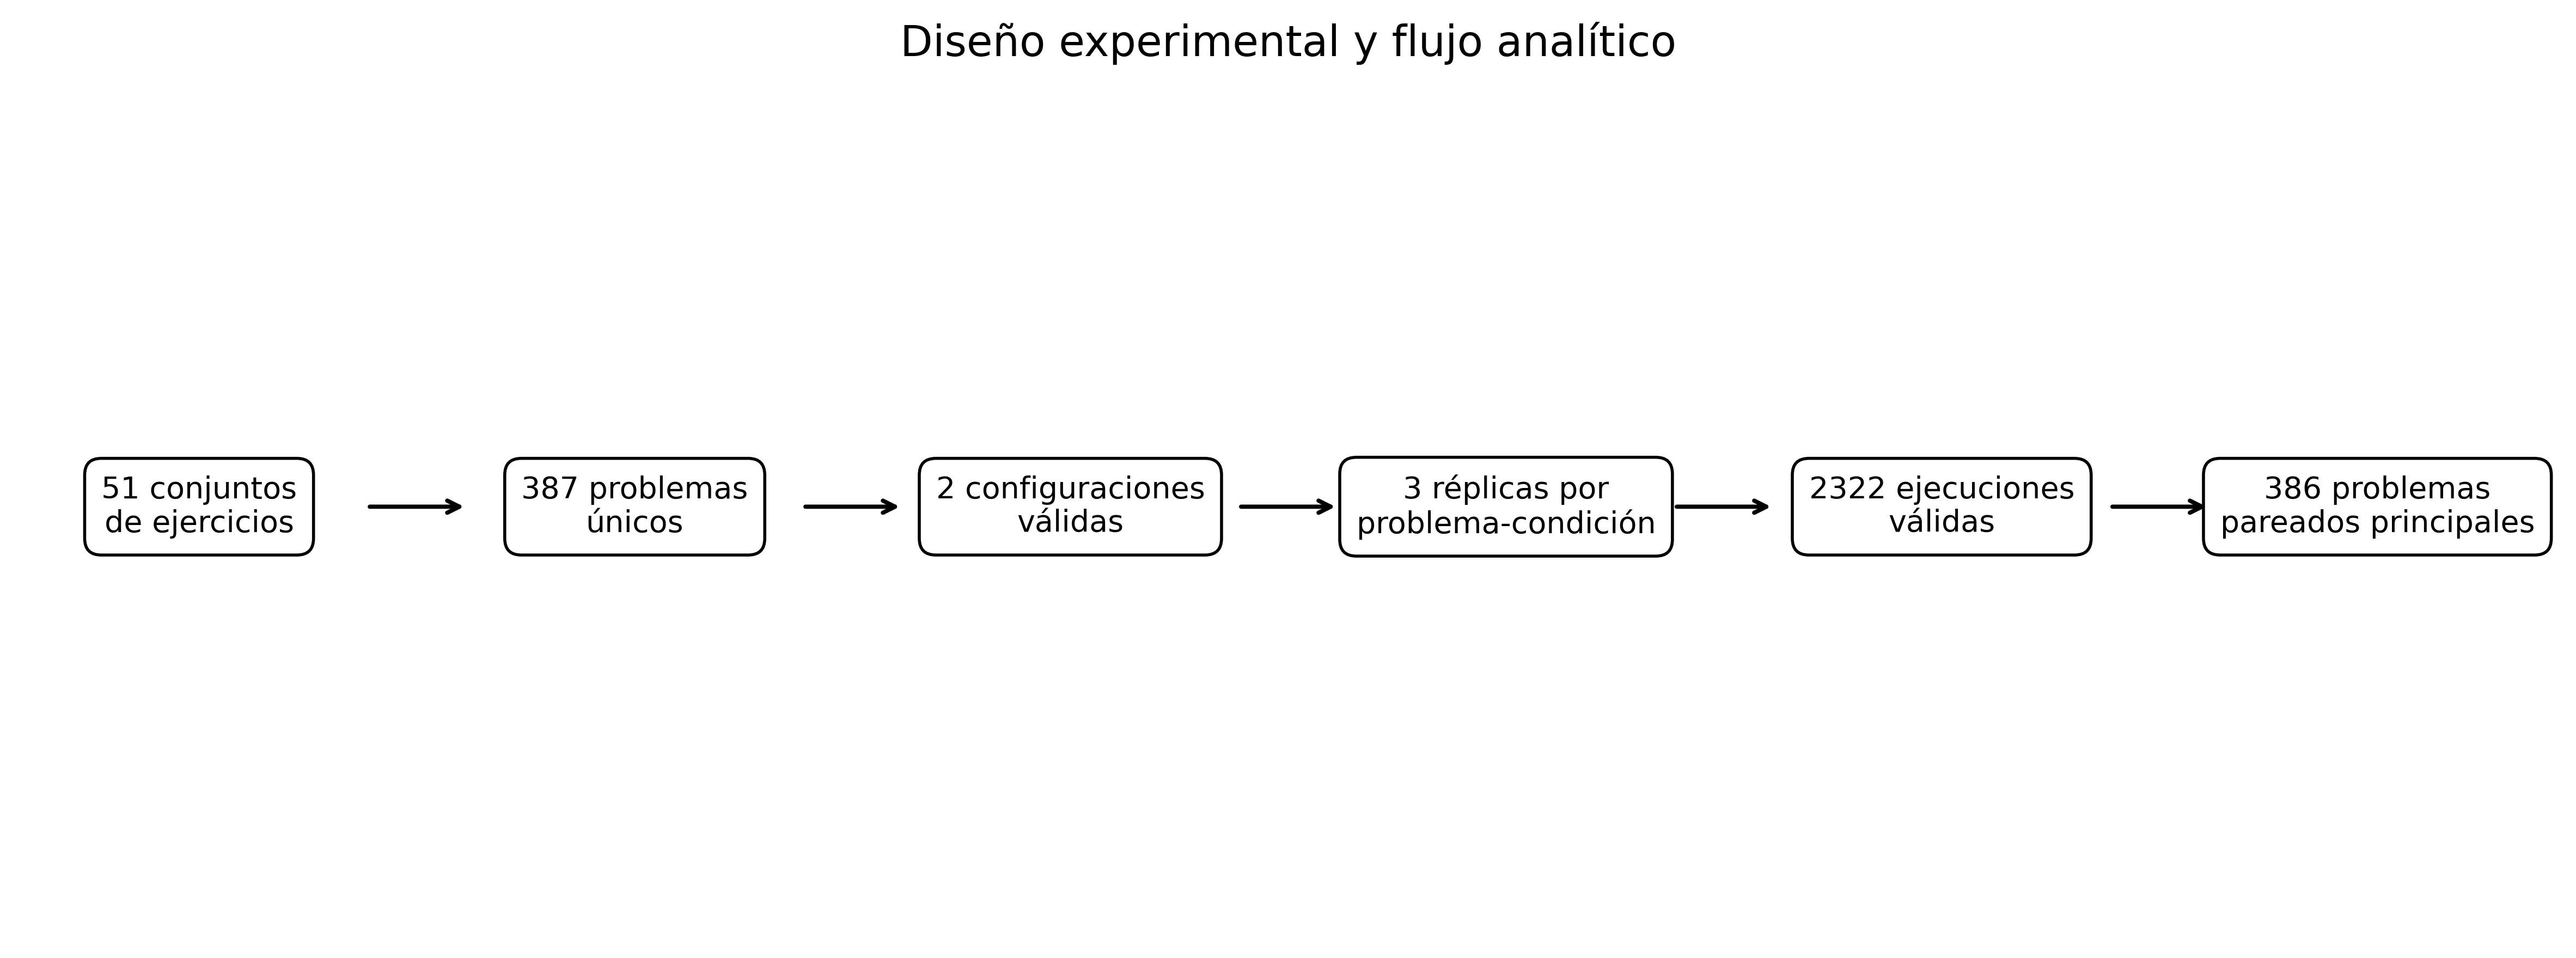 Diseño experimental y flujo analítico
51 conjuntos
de ejercicios
387 problemas
únicos
2 configuraciones
válidas
3 réplicas por
problema-condición
2322 ejecuciones
válidas
386 problemas
pareados principales